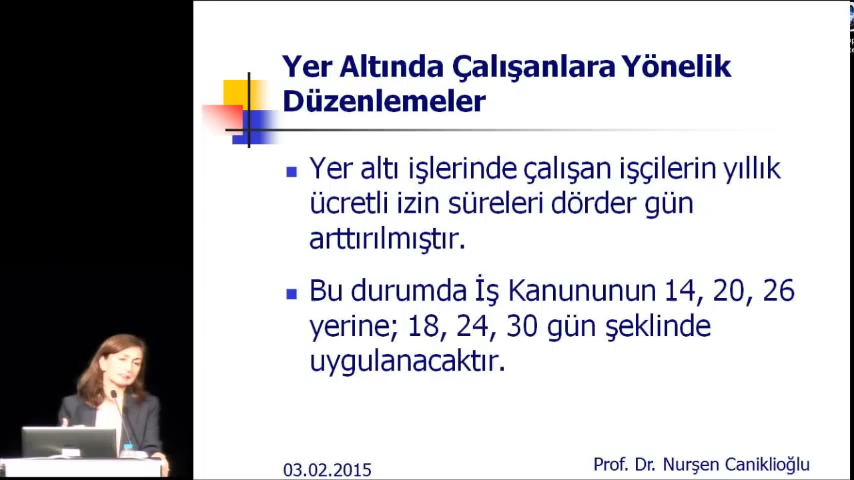 Yer Altında Çalışanlara Yönelik
Düzenlemeler
Yer altı işlerinde çalışan işçilerin yıllık
ücretli izin süreleri dörder gün
arttırılmıştır.
Bu durumda İş Kanununun 14, 20, 26
yerine; 18, 24, 30 gün şeklinde
uygulanacaktır.
03.02.2015
Prof. Dr. Nurşen Caniklioğlu